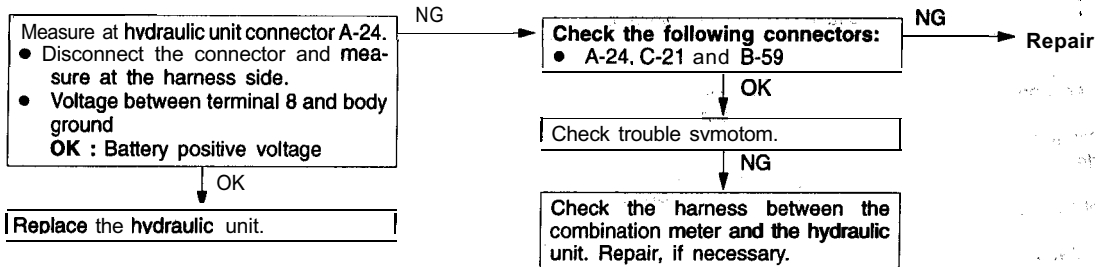 Measure at hydraulic unit connector A-24.
● Disconnect the connector and mea-
sure at the harness side.
● Voltage between terminal 8 and body
ground
OK : Battery positive voltage
OK
Replace the hydraulic unit.
NG
Check the following connectors:
● A-24, C-21 and B-59
NG
Repair
OK
Check trouble svmotom.
NG
Check the harness between the
combination meter and the hydraulic
unit. Repair, if necessary.